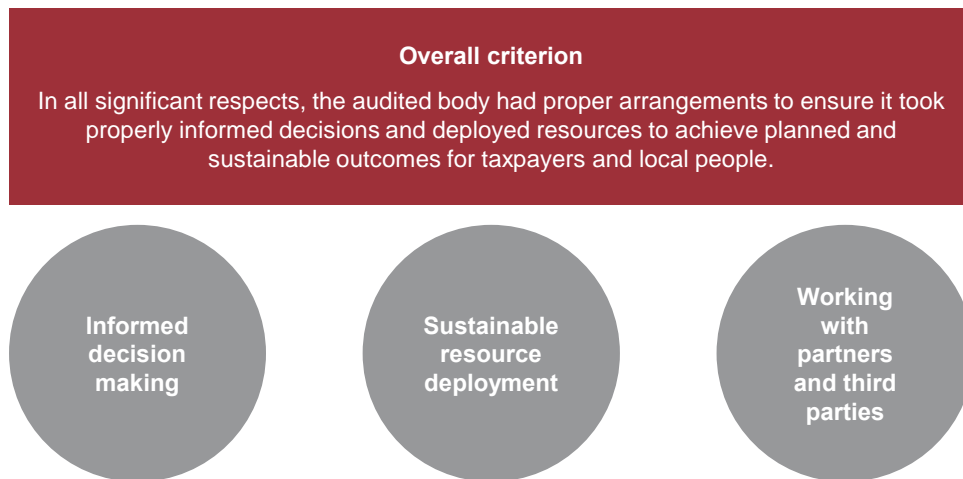 Overall criterion
In all significant respects, the audited body had proper arrangements to ensure it took
properly informed decisions and deployed resources to achieve planned and
sustainable outcomes for taxpayers and local people.
Informed
decision
making
Sustainable
resource
deployment
Working
with
partners
and third
parties